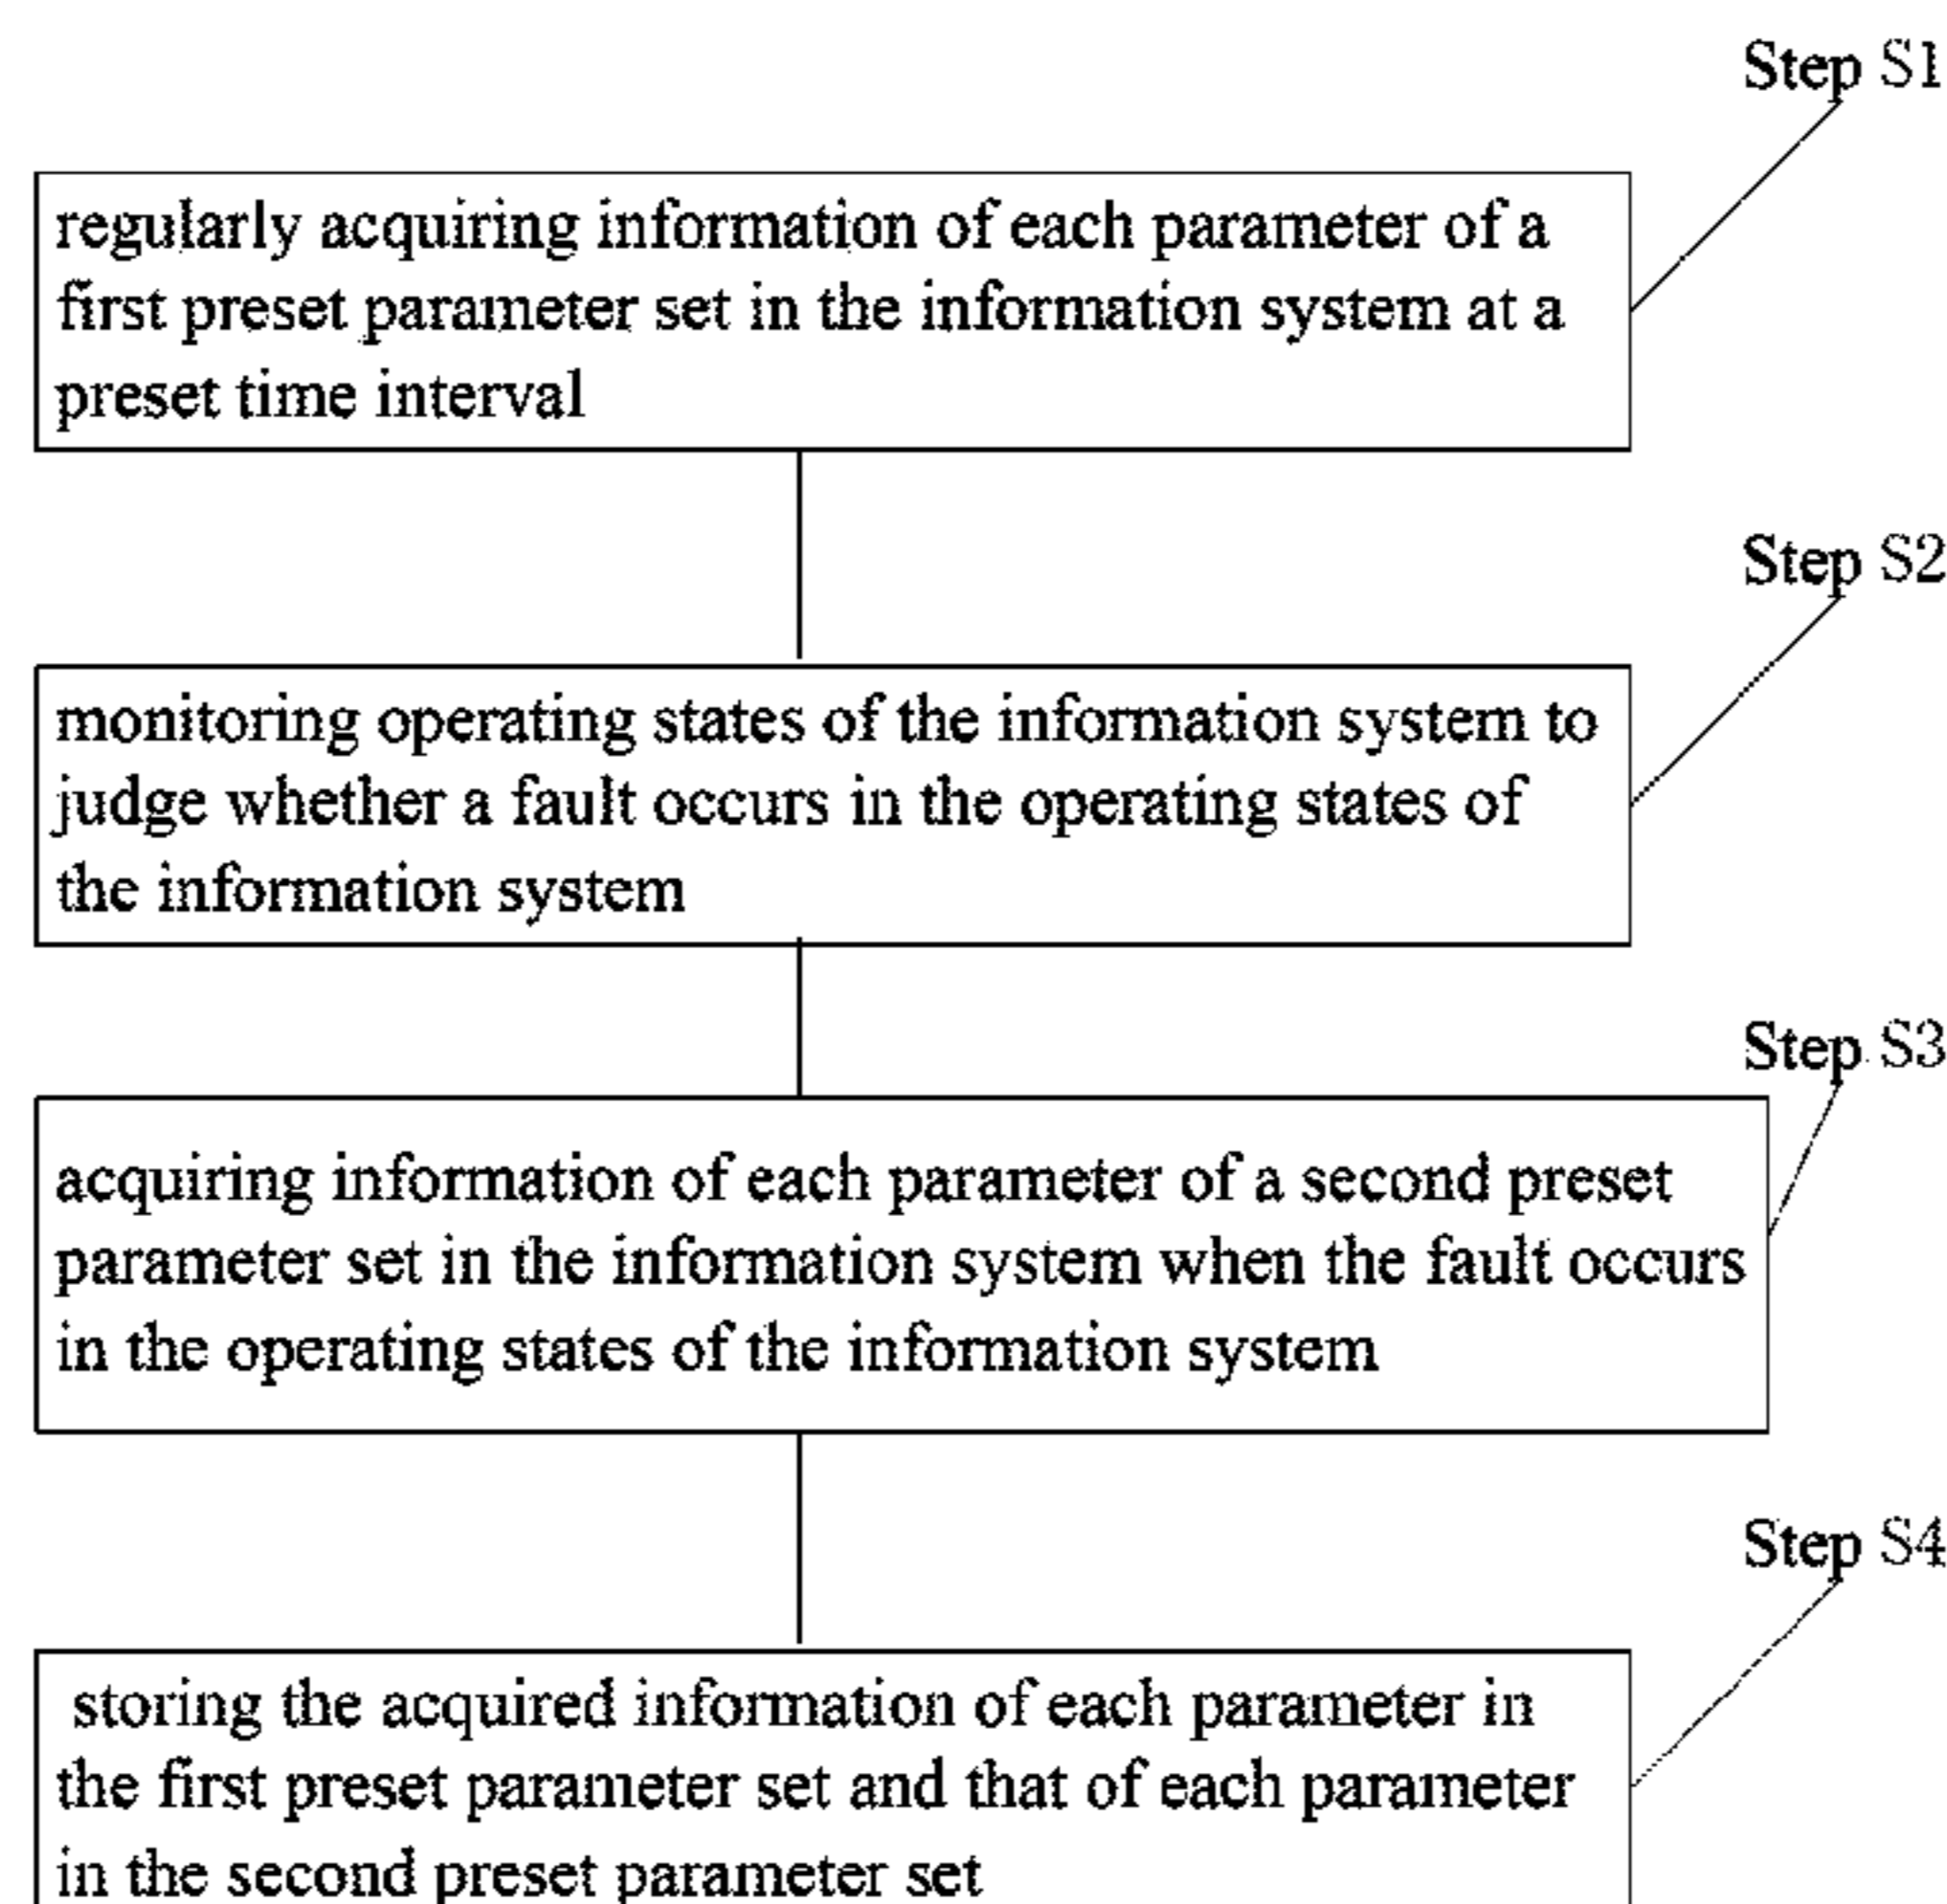 Step S1
regularly acquiring information of each parameter of a
first preset parameter set in the information system at a
preset time interval
Step S2
monitoring operating states of the information system to
judge whether a fault occurs in the operating states of
the information system
Step S3
acquiring information of each parameter of a second preset
parameter set in the information system when the fault occurs
in the operating states of the information system
Step S4
storing the acquired information of each parameter in
the first preset parameter set and that of each parameter
in the second preset parameter set